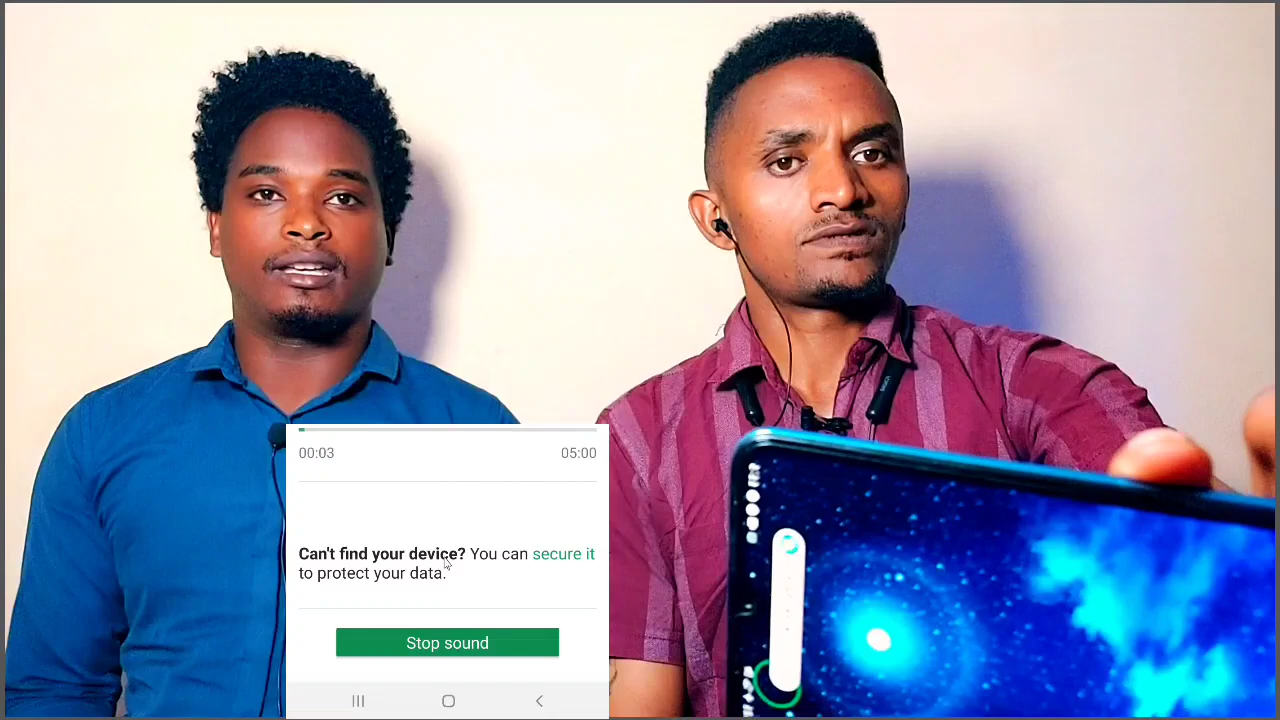 00:03 05:00
Can't find your device? You can secure it
to protect your data.
Stop sound